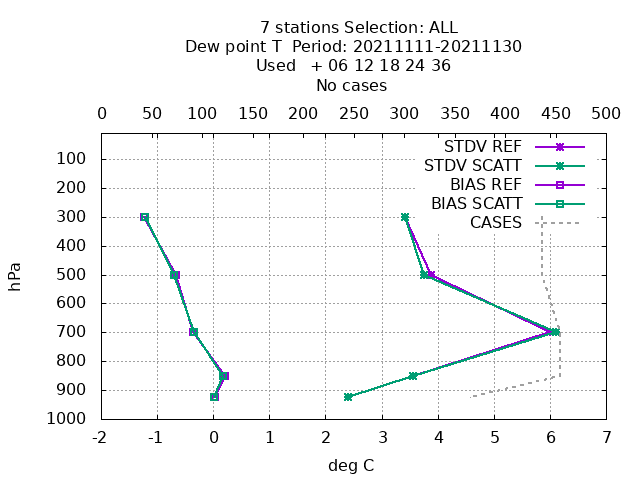 7 stations Selection: ALL
Dew point T  Period: 20211111-20211130
Used   + 06 12 18 24 36
No cases
0 50 100 150 200 250 300 350 400 450 500
STDV REF
STDV SCATT
BIAS REF
BIAS SCATT
CASES
hPa
100
200
300
400
500
600
700
800
900
1000
-2 -1 0 1 2 3 4 5 6 7
deg C